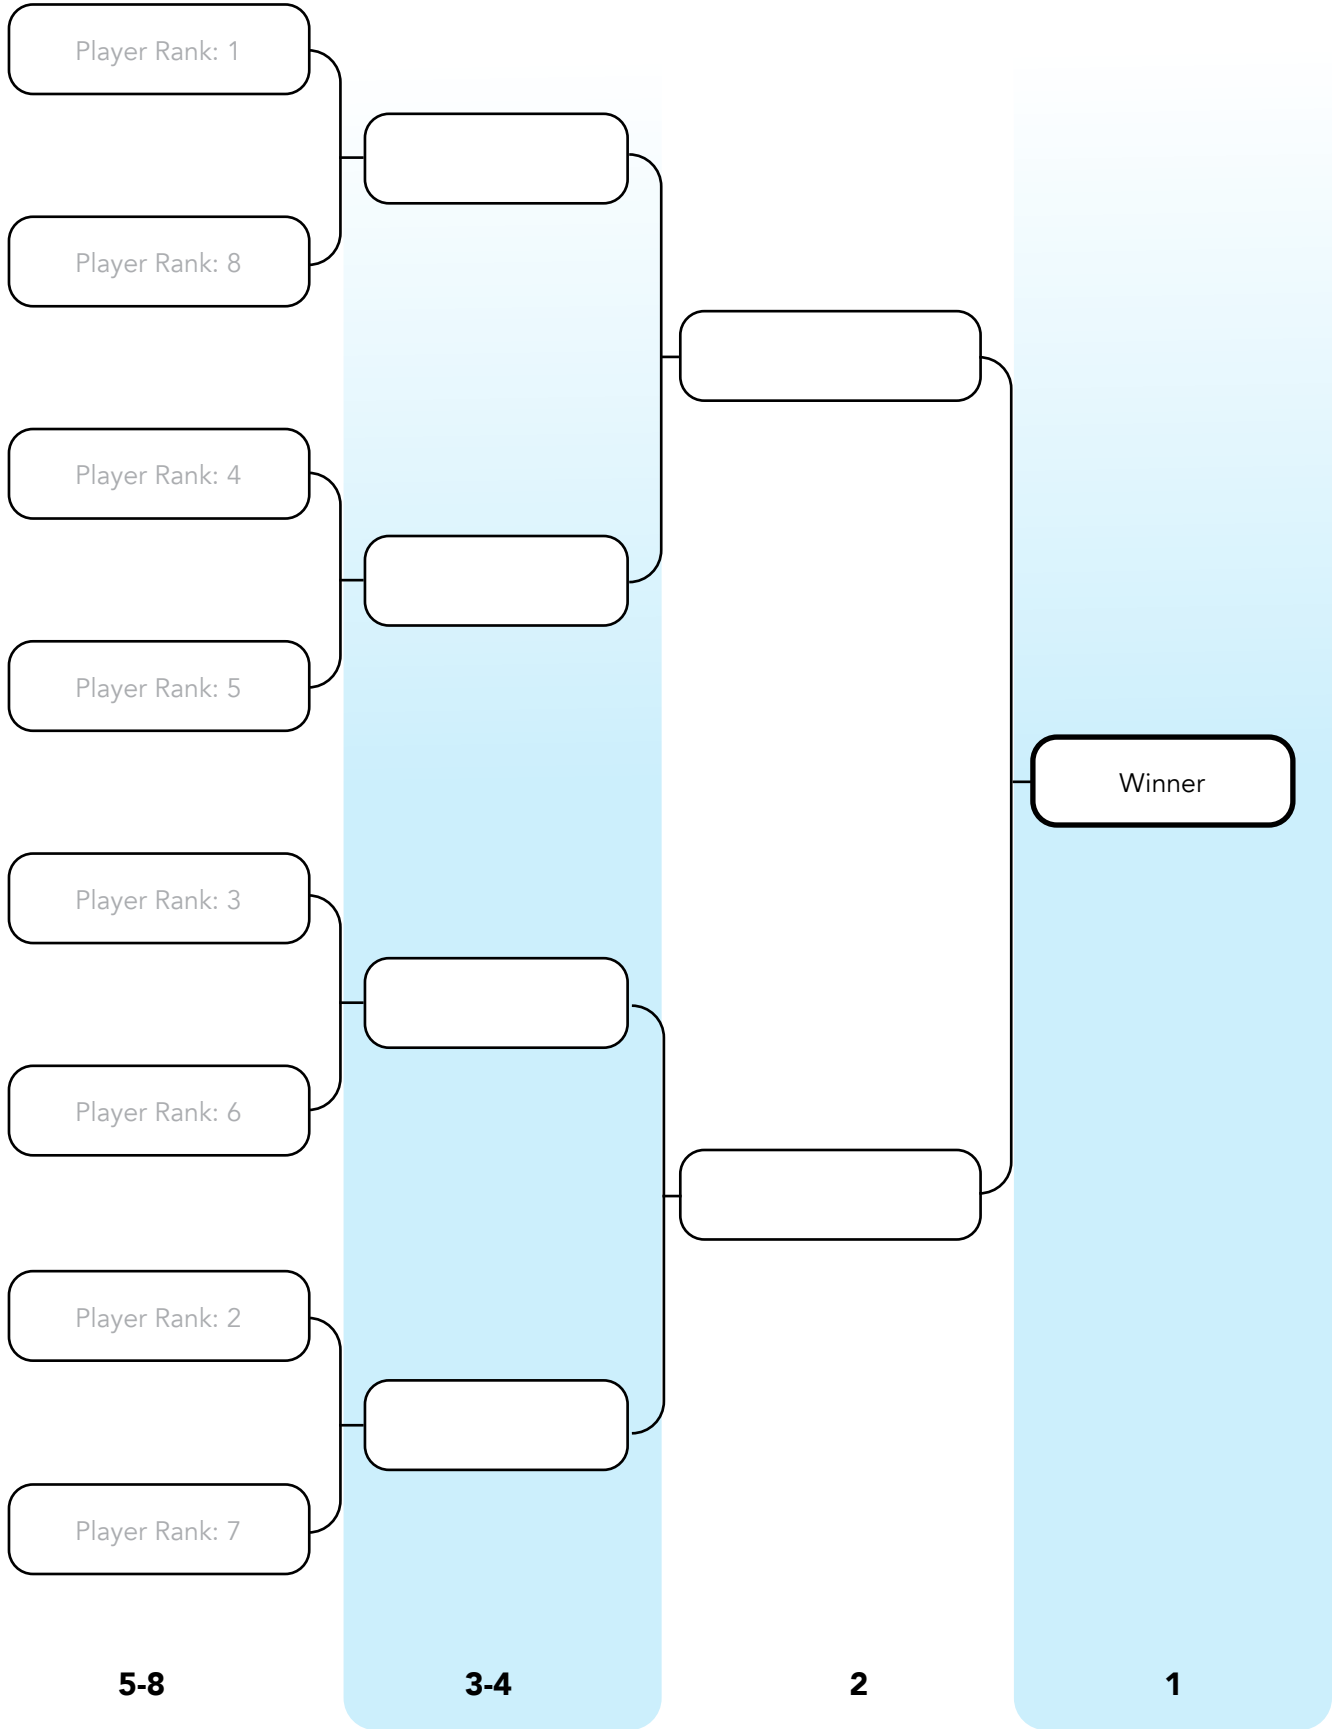 Player Rank: 1
Player Rank: 8
Player Rank: 4
Player Rank: 5
Winner
Player Rank: 3
Player Rank: 6
Player Rank: 2
Player Rank: 7
5-8
3-4
2
1